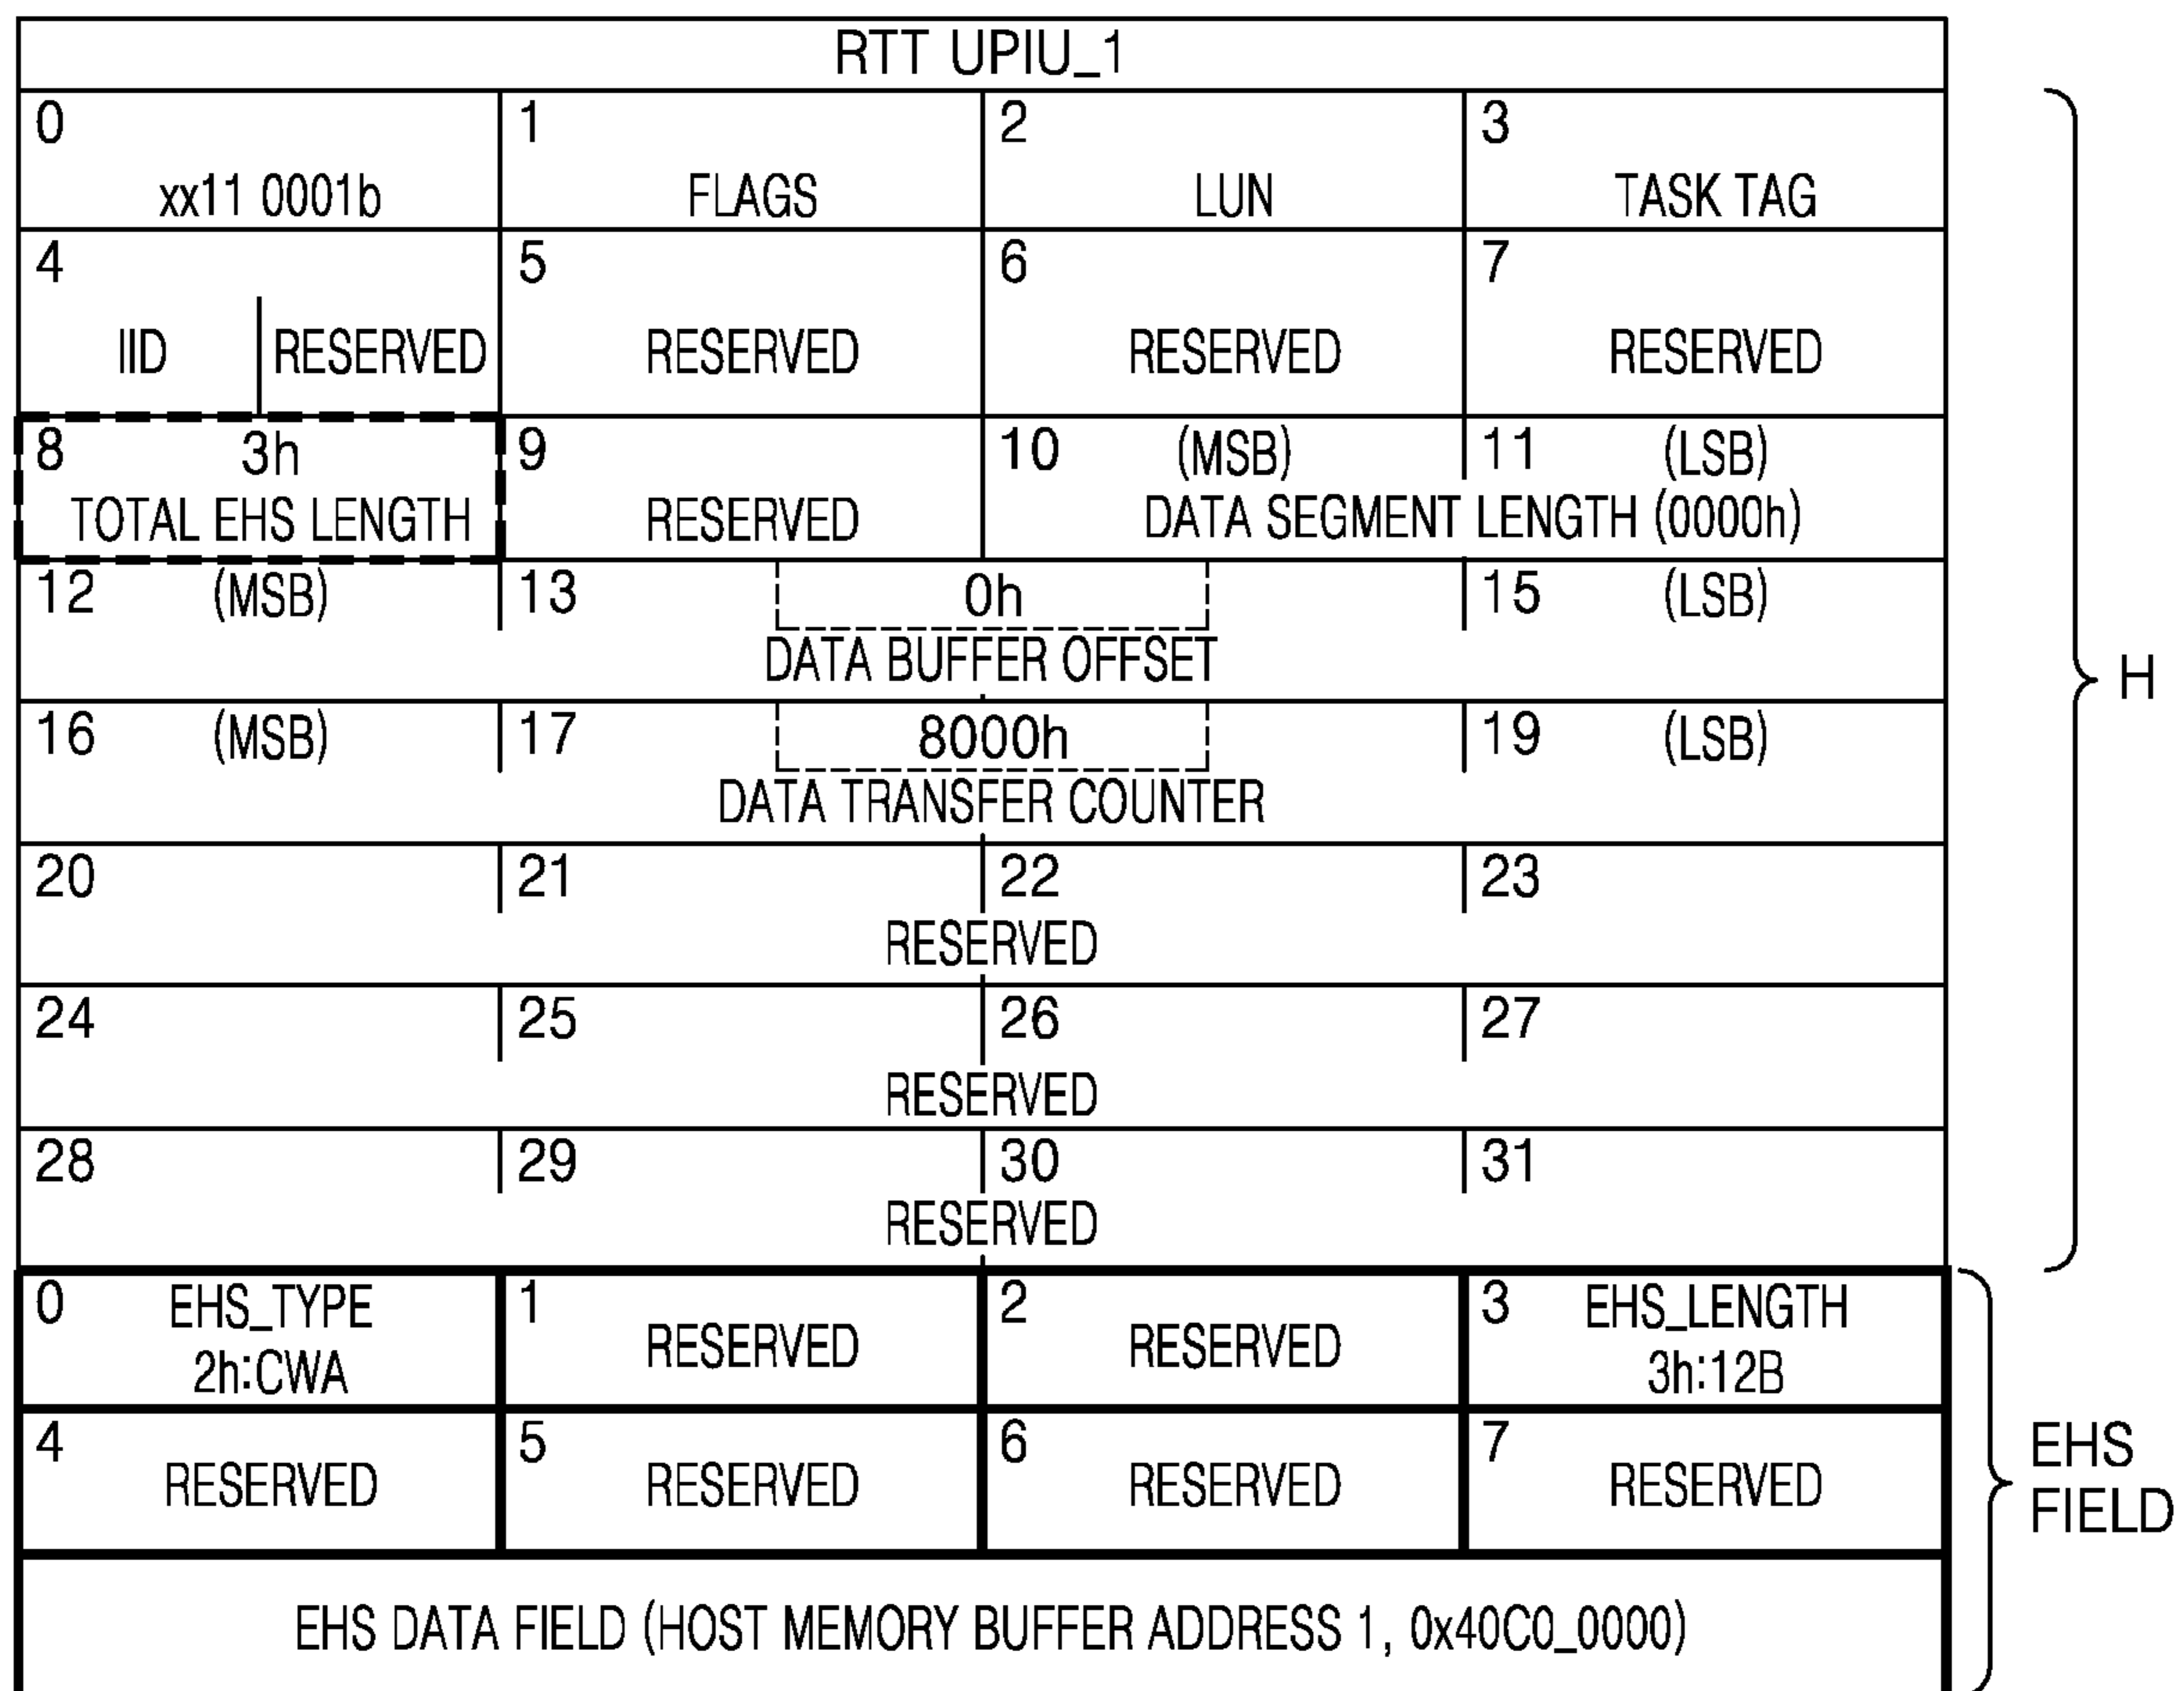 RTT UPIU_1
0 1 2 3
xx11 0001b FLAGS LUN TASK TAG
4 5 6 7
IID RESERVED RESERVED RESERVED RESERVED
8 3h 9 10 (MSB) 11 (LSB)
TOTAL EHS LENGTH RESERVED DATA SEGMENT LENGTH (0000h)
12 (MSB) 13 0h 15 (LSB)
DATA BUFFER OFFSET
H
16 (MSB) 17 8000h 19 (LSB)
DATA TRANSFER COUNTER
20 21 22 23
RESERVED
24 25 26 27
RESERVED
28 29 30 31
RESERVED
0 EHS_TYPE 1 RESERVED 2 RESERVED 3 EHS_LENGTH
2h:CWA 3h:12B
4 RESERVED 5 RESERVED 6 RESERVED 7 RESERVED
EHS
FIELD
EHS DATA FIELD (HOST MEMORY BUFFER ADDRESS 1, 0x40C0_0000)